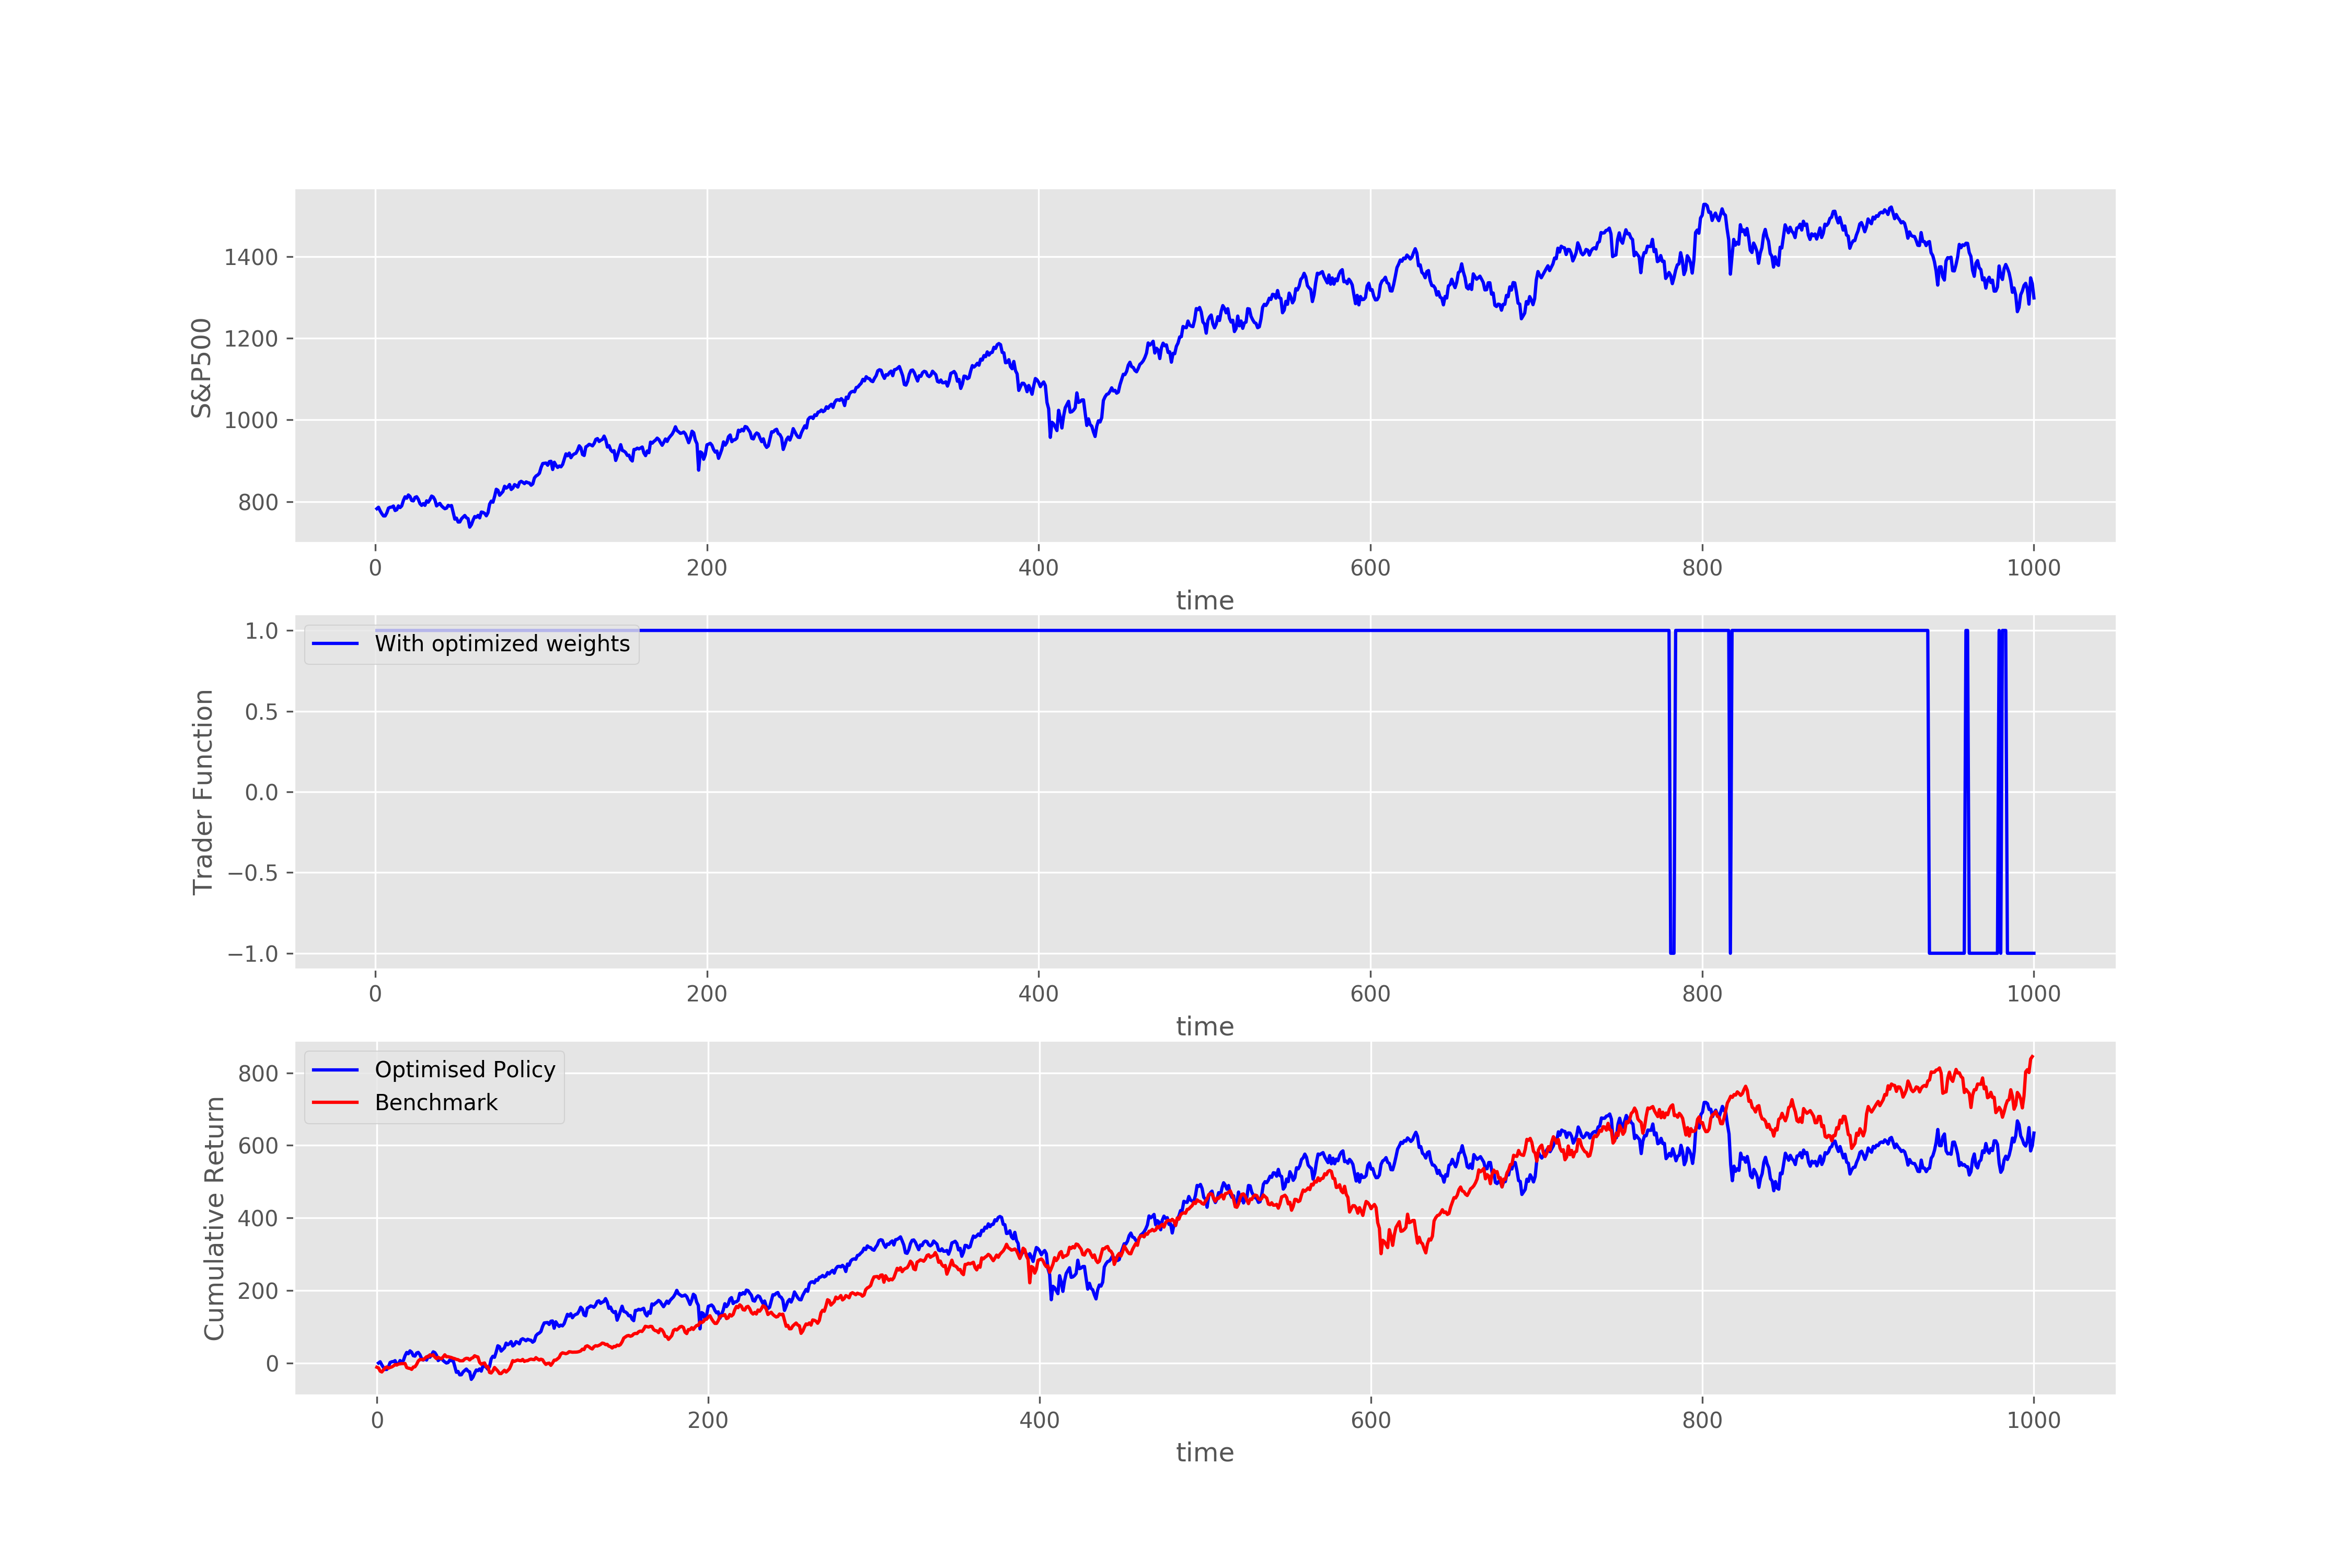 S&P500
1400
1200
1000
800
0 200 400 600 800 1000
time
Trader Function
With optimized weights
1.0
0.5
0.0
−0.5
−1.0
0 200 400 600 800 1000
time
Cumulative Return
Optimised Policy
Benchmark
800
600
400
200
0
0 200 400 600 800 1000
time